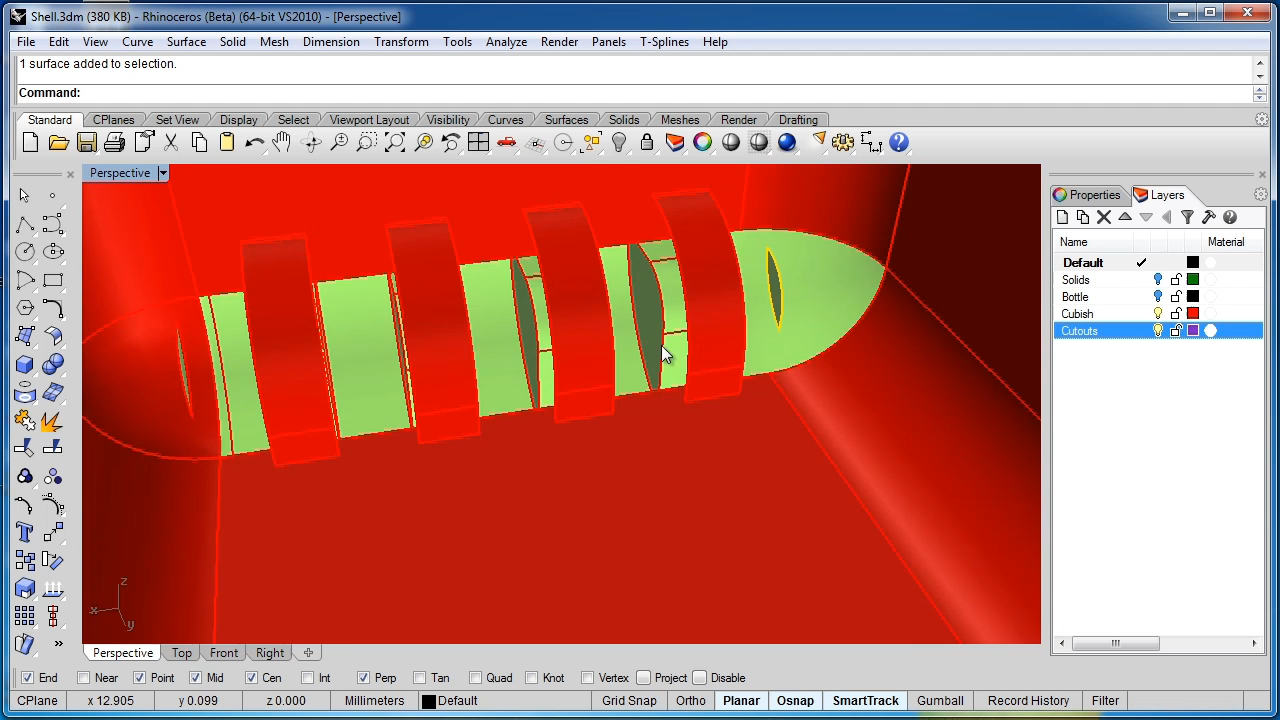 Shell.3dm (380 KB) - Rhinoceros (Beta) (64-bit VS2010) - [Perspective]
File Edit View Curve Surface Solid Mesh Dimension Transform Tools Analyze Render Panels T-Splines Help
1 surface added to selection.
Command:
Standard CPlanes Set View Display Select Viewport Layout Visibility Curves Surfaces Solids Meshes Render Drafting
Perspective
Properties Layers
Name Material
Default
Solids
Bottle
Cubish
Cutouts
z
x
y
Perspective Top Front Right
End Near Point Mid Cen Int Perp Tan Quad Knot Vertex Project Disable
CPlane x 12.905 y 0.099 z 0.000 Millimeters Default Grid Snap Ortho Planar Osnap SmartTrack Gumball Record History Filter